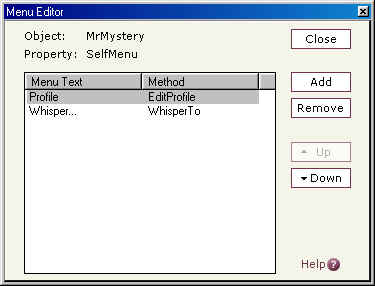 Menu Editor
Object: MrMystery
Property: SelfMenu
Close
Menu Text Method
Profile EditProfile
Whisper... WhisperTo
Add
Remove
Up
Down
Help ?